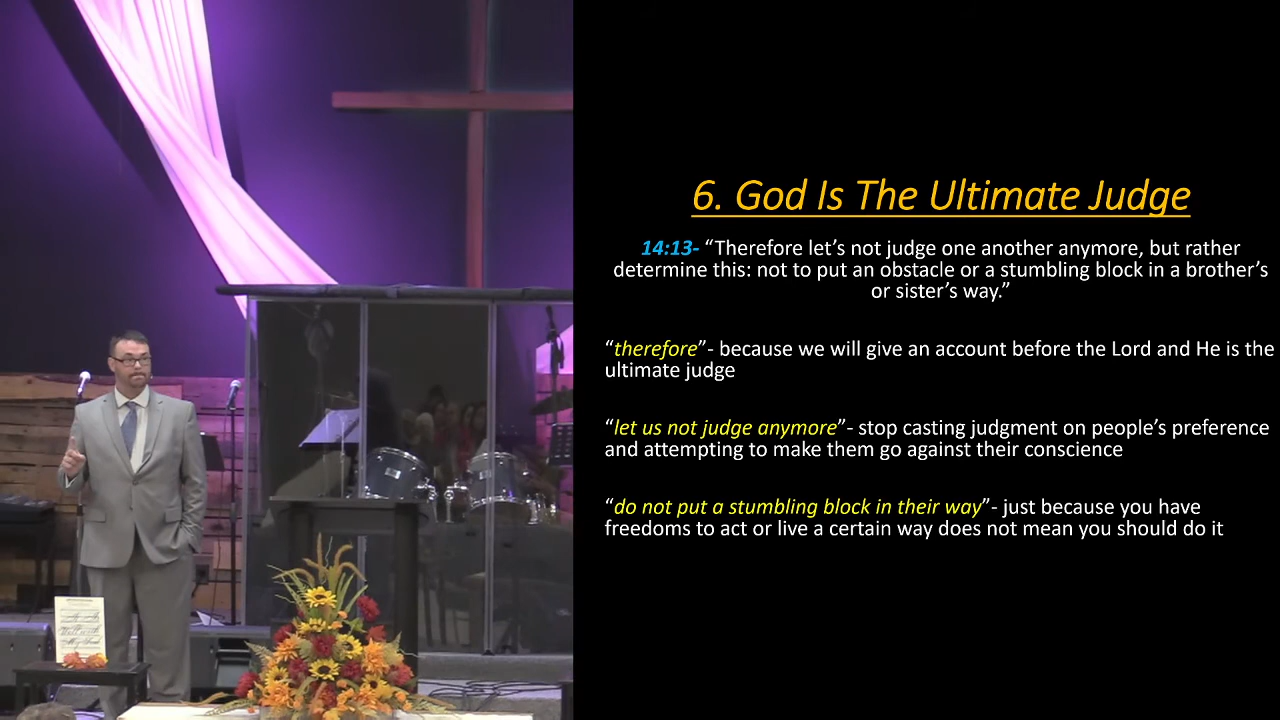 6. God Is The Ultimate Judge
14:13- “Therefore let’s not judge one another anymore, but rather
determine this: not to put an obstacle or a stumbling block in a brother’s
or sister’s way.”
“therefore”- because we will give an account before the Lord and He is the
ultimate judge
“let us not judge anymore”- stop casting judgment on people’s preference
and attempting to make them go against their conscience
“do not put a stumbling block in their way”- just because you have
freedoms to act or live a certain way does not mean you should do it